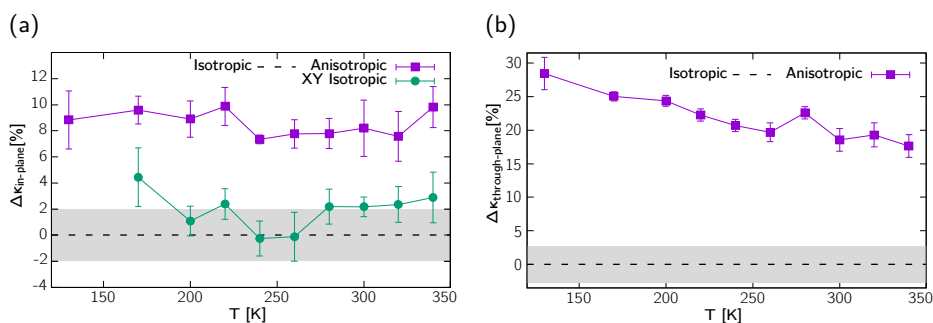 (a)
Δκin-plane[%]
12
10
8
6
4
2
0
-2
-4
Isotropic
Anisotropic
XY Isotropic
150
200
250
300
350
T [K]
(b)
Δκthrough-plane[%]
30
25
20
15
10
5
0
Isotropic
Anisotropic
150
200
250
300
350
T [K]